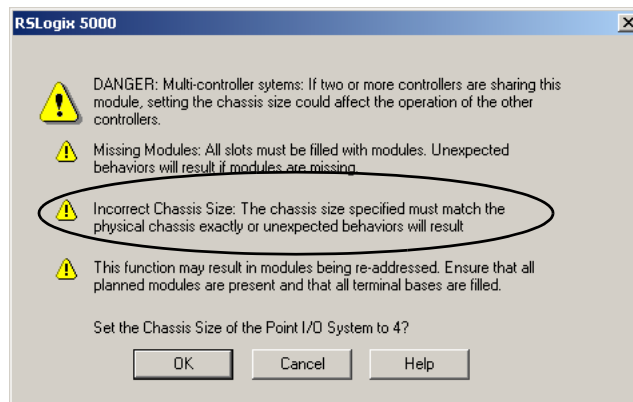 RSLogix 5000
DANGER: Multi-controller sytems: If two or more controllers are sharing this
module, setting the chassis size could affect the operation of the other
controllers.
Missing Modules: All slots must be filled with modules. Unexpected
behaviors will result if modules are missing.
Incorrect Chassis Size: The chassis size specified must match the
physical chassis exactly or unexpected behaviors will result
This function may result in modules being re-addressed. Ensure that all
planned modules are present and that all terminal bases are filled.
Set the Chassis Size of the Point I/O System to 4?
OK Cancel Help